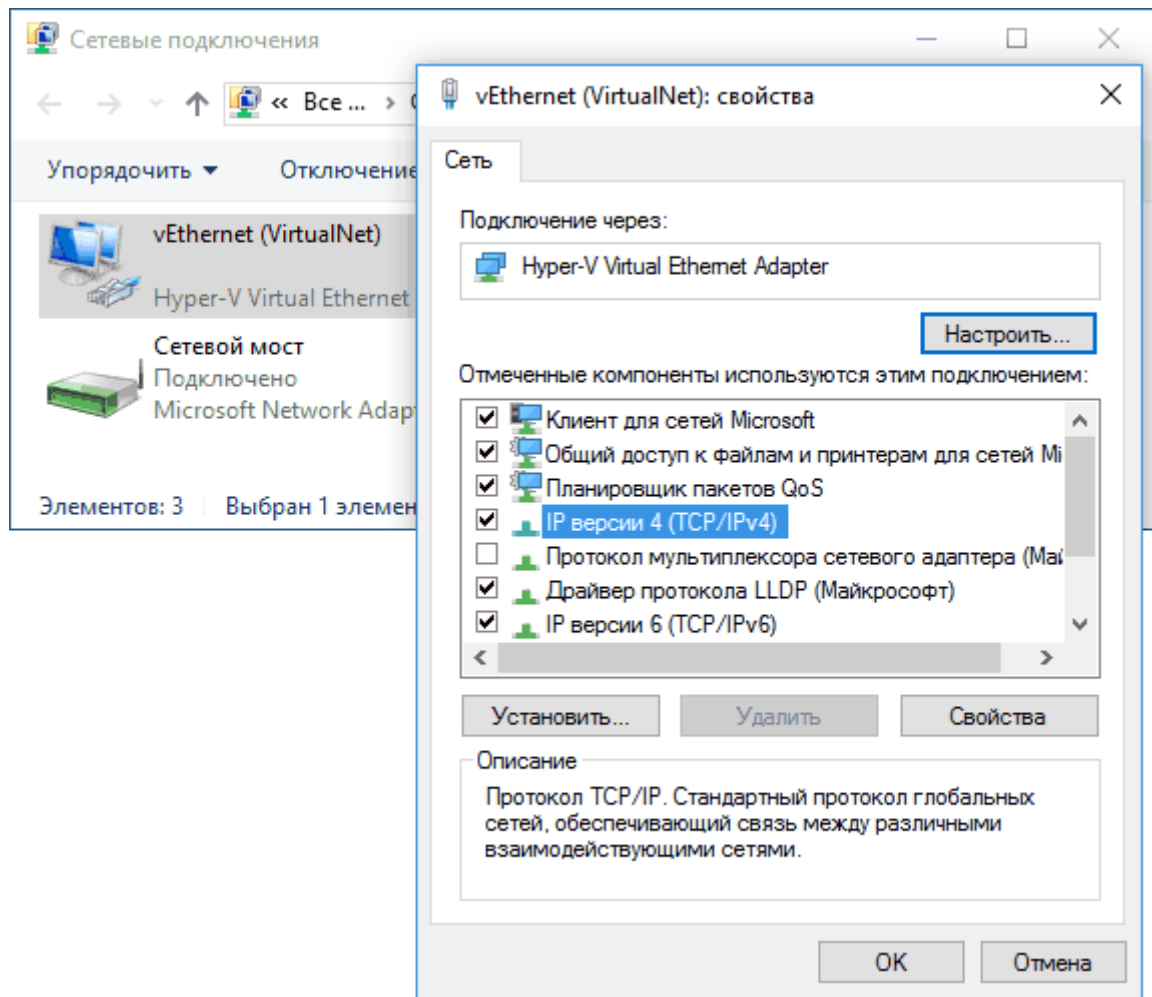 Сетевые подключения
« Все ... ›
Упорядочить
Отключение
vEthernet (VirtualNet)
Hyper-V Virtual Ethernet
Сетевой мост
Подключено
Microsoft Network Adap
Элементов: 3
Выбран 1 элемен
vEthernet (VirtualNet): свойства
Сеть
Подключение через:
Hyper-V Virtual Ethernet Adapter
Настроить...
Отмеченные компоненты используются этим подключением:
Клиент для сетей Microsoft
Общий доступ к файлам и принтерам для сетей Mi
Планировщик пакетов QoS
IP версии 4 (TCP/IPv4)
Протокол мультиплексора сетевого адаптера (Май
Драйвер протокола LLDP (Майкрософт)
IP версии 6 (TCP/IPv6)
Установить...
Удалить
Свойства
Описание
Протокол TCP/IP. Стандартный протокол глобальных
сетей, обеспечивающий связь между различными
взаимодействующими сетями.
OK
Отмена